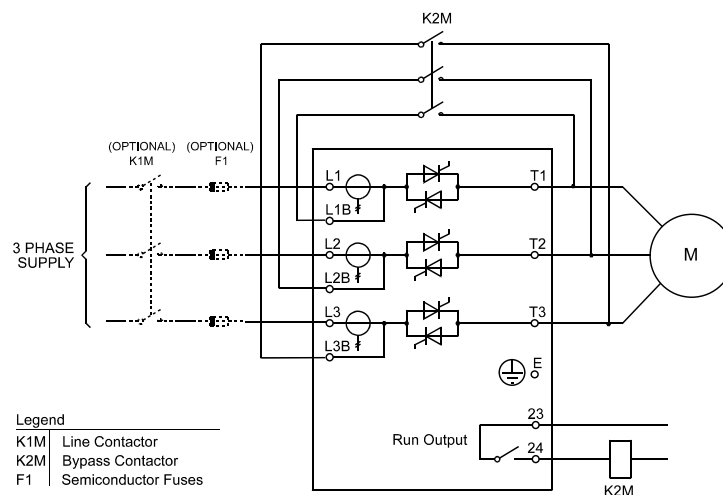 K2M
(OPTIONAL)
K1M
(OPTIONAL)
F1
L1
T1
L1B
3 PHASE
SUPPLY
L2
T2
M
L2B
L3
T3
L3B
E
23
Run Output
24
K2M
Legend
K1M Line Contactor
K2M Bypass Contactor
F1 Semiconductor Fuses